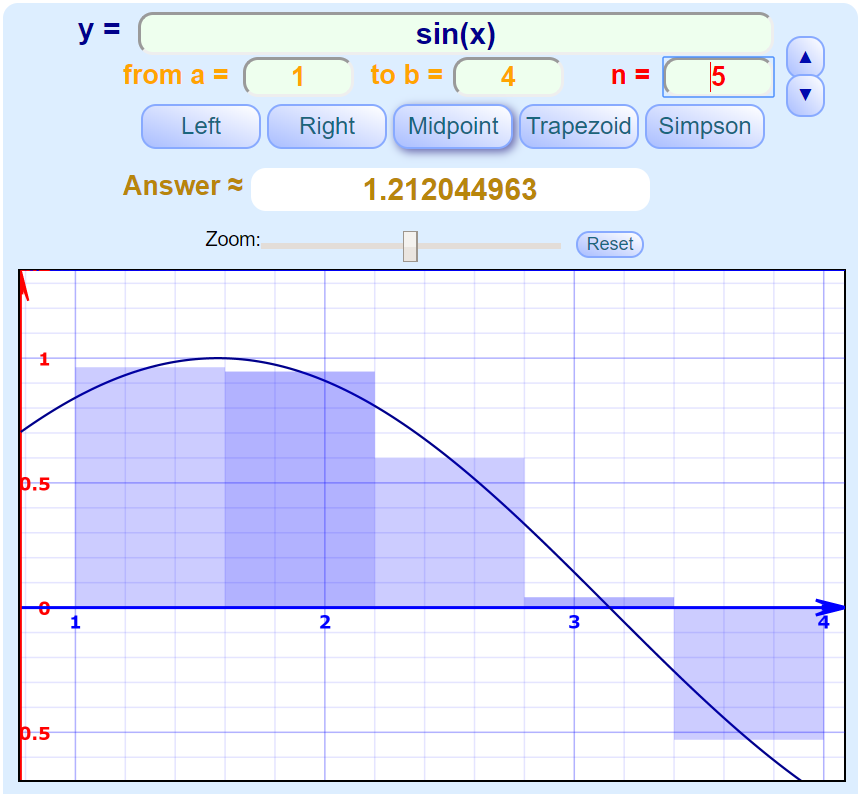 y = sin(x)
from a = 1 to b = 4 n = 5 ▲
▼
Left Right Midpoint Trapezoid Simpson
Answer ≈ 1.212044963
Zoom: Reset
1
0.5
0
1 2 3 4
0.5